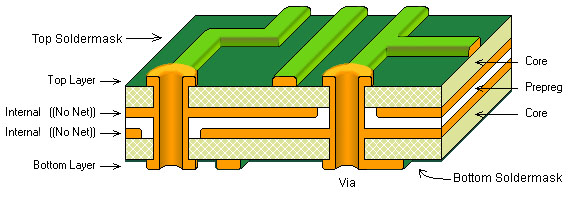 Top Soldermask
Top Layer
Internal ((No Net))
Internal ((No Net))
Bottom Layer
Via
Core
Prepreg
Core
Bottom Soldermask